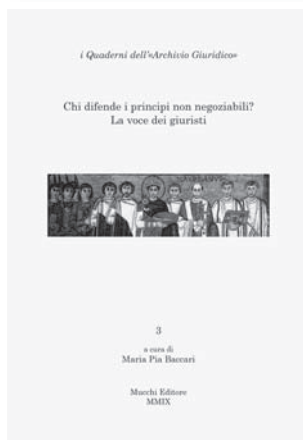 i Quaderni dell'«Archivio Giuridico»
Chi difende i principi non negoziabili?
La voce dei giuristi
3
a cura di
Maria Pia Baccari
Mucchi Editore
MMIX